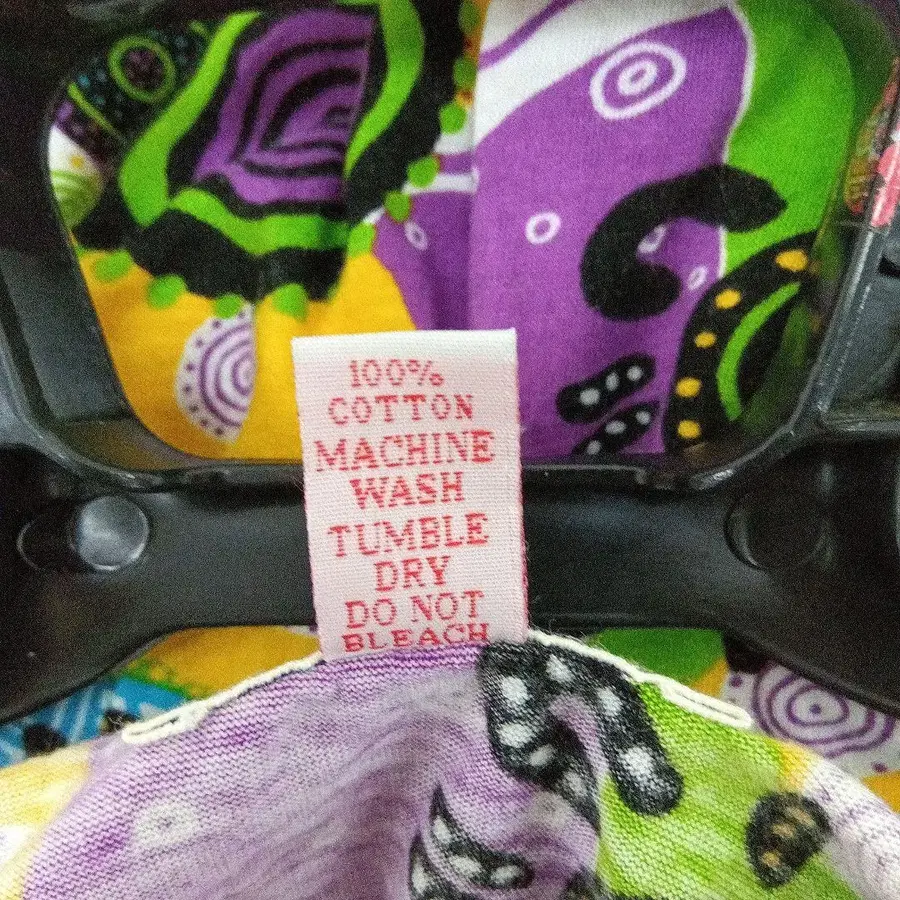 100%
COTTON
MACHINE
WASH
TUMBLE
DRY
DO NOT
BLEACH